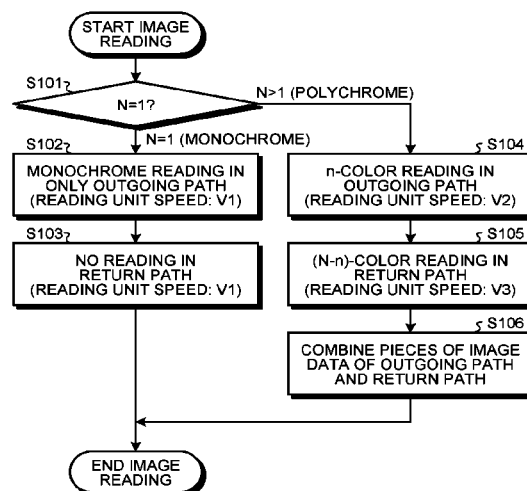 START IMAGE
READING
S101
N=1?
N>1 (POLYCHROME)
N=1 (MONOCHROME)
S102
MONOCHROME READING IN
ONLY OUTGOING PATH
(READING UNIT SPEED: V1)
S104
n-COLOR READING IN
OUTGOING PATH
(READING UNIT SPEED: V2)
S103
NO READING IN
RETURN PATH
(READING UNIT SPEED: V1)
S105
(N-n)-COLOR READING IN
RETURN PATH
(READING UNIT SPEED: V3)
S106
COMBINE PIECES OF IMAGE
DATA OF OUTGOING PATH
AND RETURN PATH
END IMAGE
READING